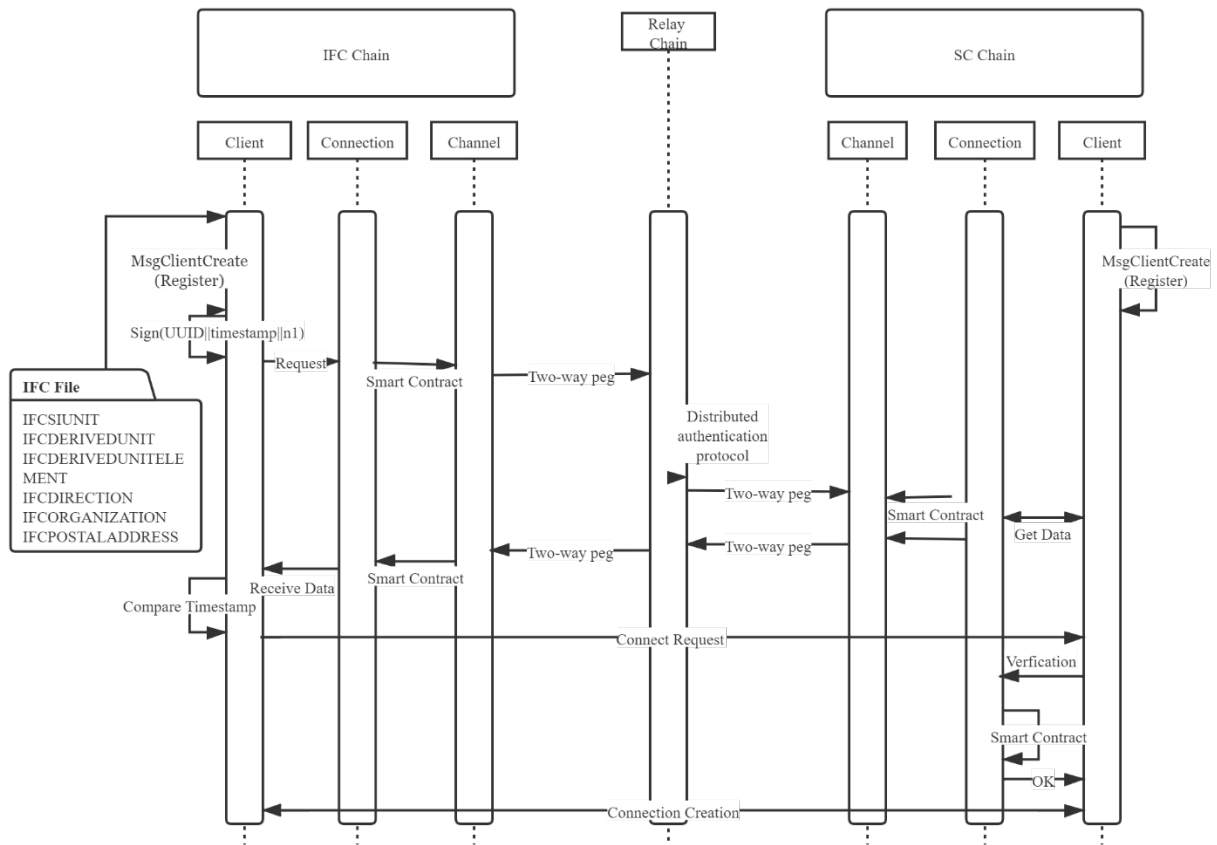 IFC Chain
Relay
Chain
SC Chain
Client
Connection
Channel
Channel
Connection
Client
MsgClientCreate
(Register)
MsgClientCreate
(Register)
Sign(UUID||timestamp||n1)
Request
Smart Contract
Two-way peg
IFC File
IFCSIUNIT
IFCDERIVEDUNIT
IFCDERIVEDUNITELE
MENT
IFCDIRECTION
IFCORGANIZATION
IFCPOSTALADDRESS
Distributed
authentication
protocol
Two-way peg
Smart Contract
Get Data
Two-way peg
Two-way peg
Smart Contract
Receive Data
Compare Timestamp
Connect Request
Verfication
Smart Contract
OK
Connection Creation